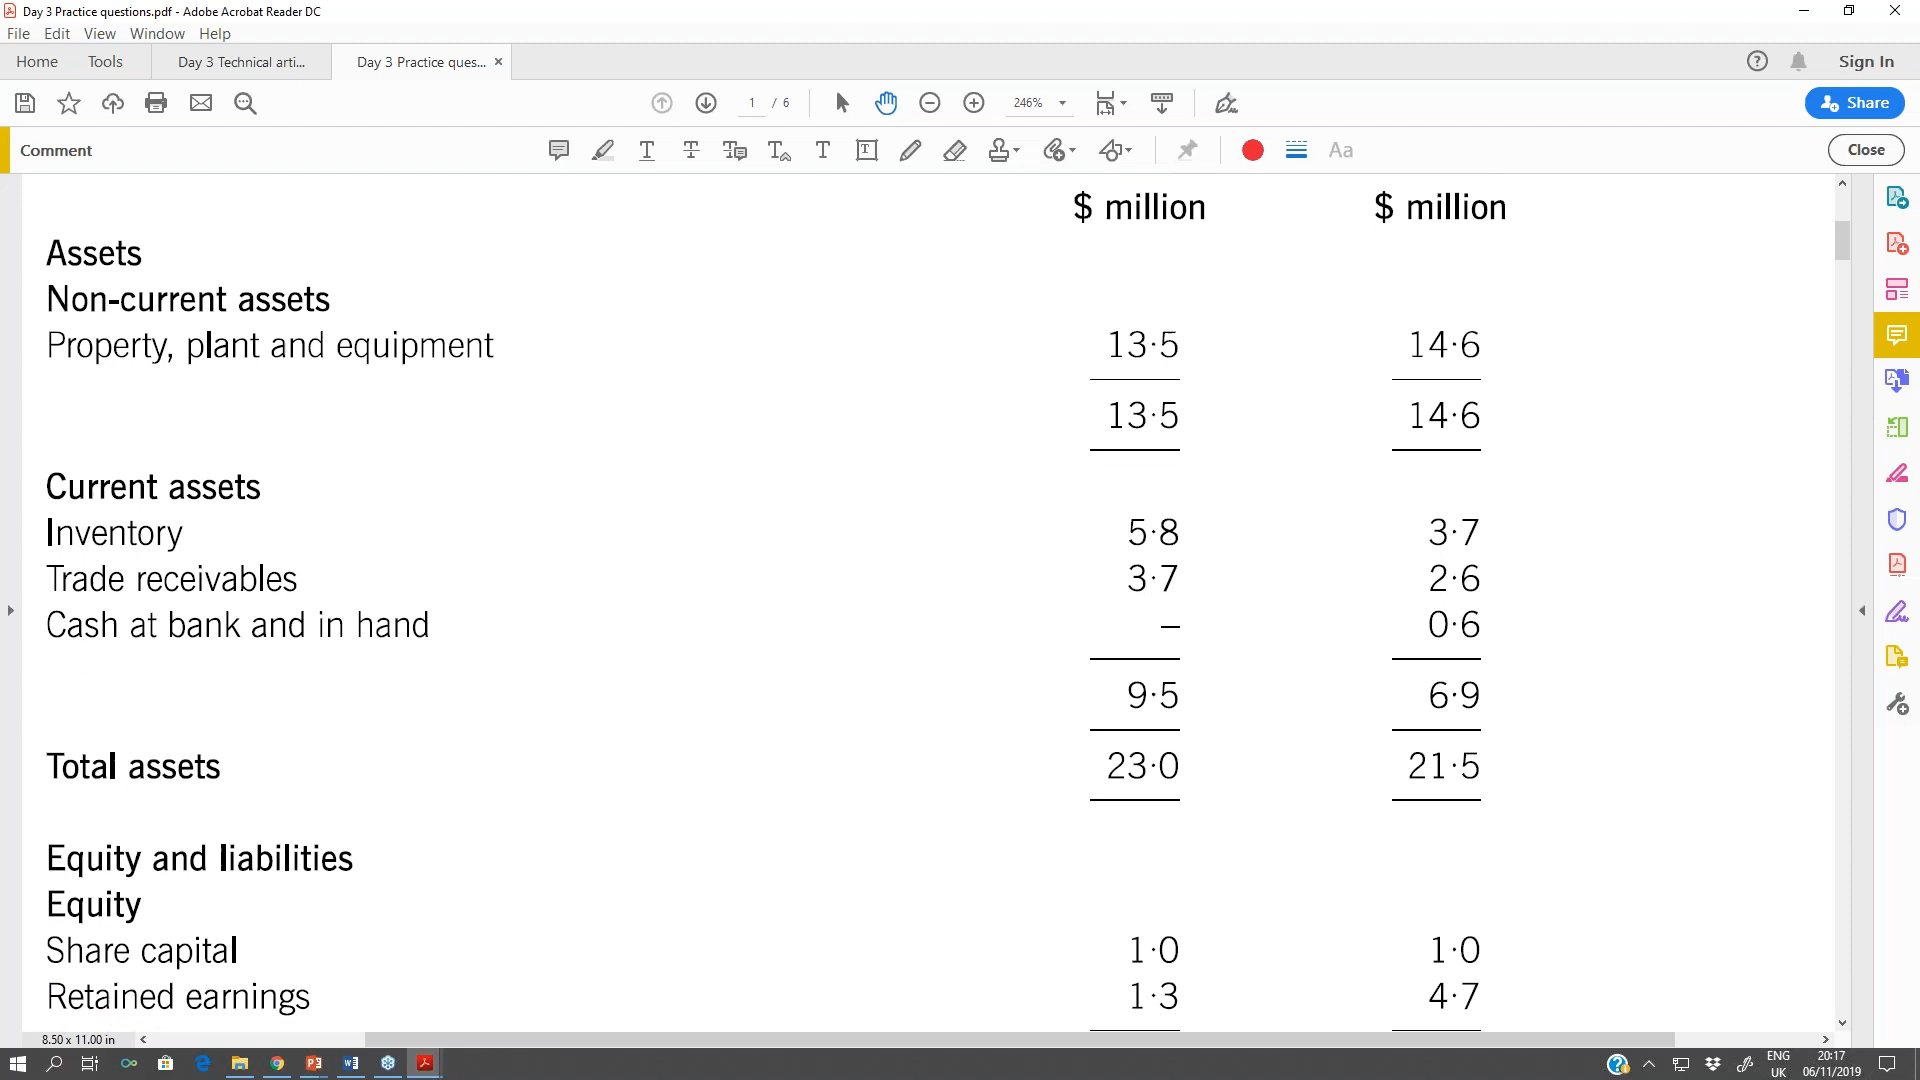 Day 3 Practice questions.pdf - Adobe Acrobat Reader DC
File Edit View Window Help
Home Tools Day 3 Technical arti... Day 3 Practice ques... × Sign In
1 / 6 246% Share
Comment Aa Close
$ million $ million
Assets
Non-current assets
Property, plant and equipment 13·5 14·6
13·5 14·6
Current assets
Inventory 5·8 3·7
Trade receivables 3·7 2·6
Cash at bank and in hand – 0·6
9·5 6·9
Total assets 23·0 21·5
Equity and liabilities
Equity
Share capital 1·0 1·0
Retained earnings 1·3 4·7
8.50 x 11.00 in
ENG 20:17
UK 06/11/2019